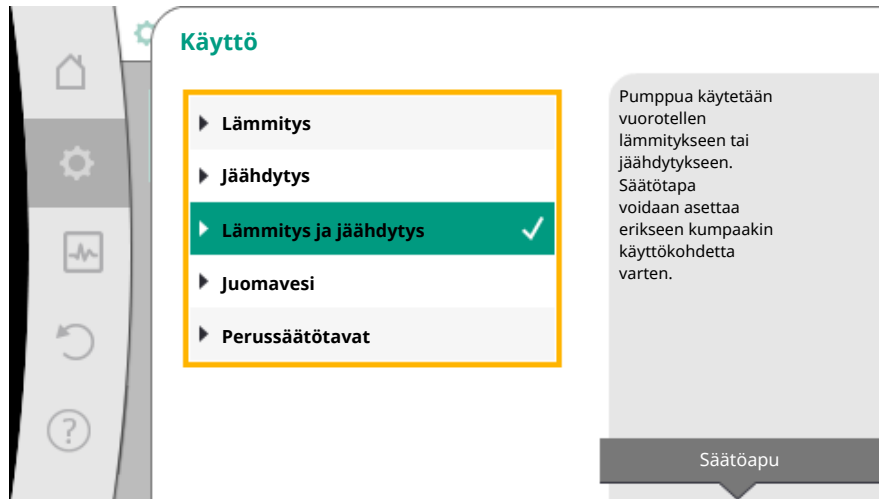 Käyttö
Lämmitys
Jäähdytys
Lämmitys ja jäähdytys
Juomavesi
Perussäätötavat
Pumppua käytetään
vuorotellen
lämmitykseen tai
jäähdytykseen.
Säätötapa
voidaan asettaa
erikseen kumpaakin
käyttökohdetta
varten.
Säätöapu
?